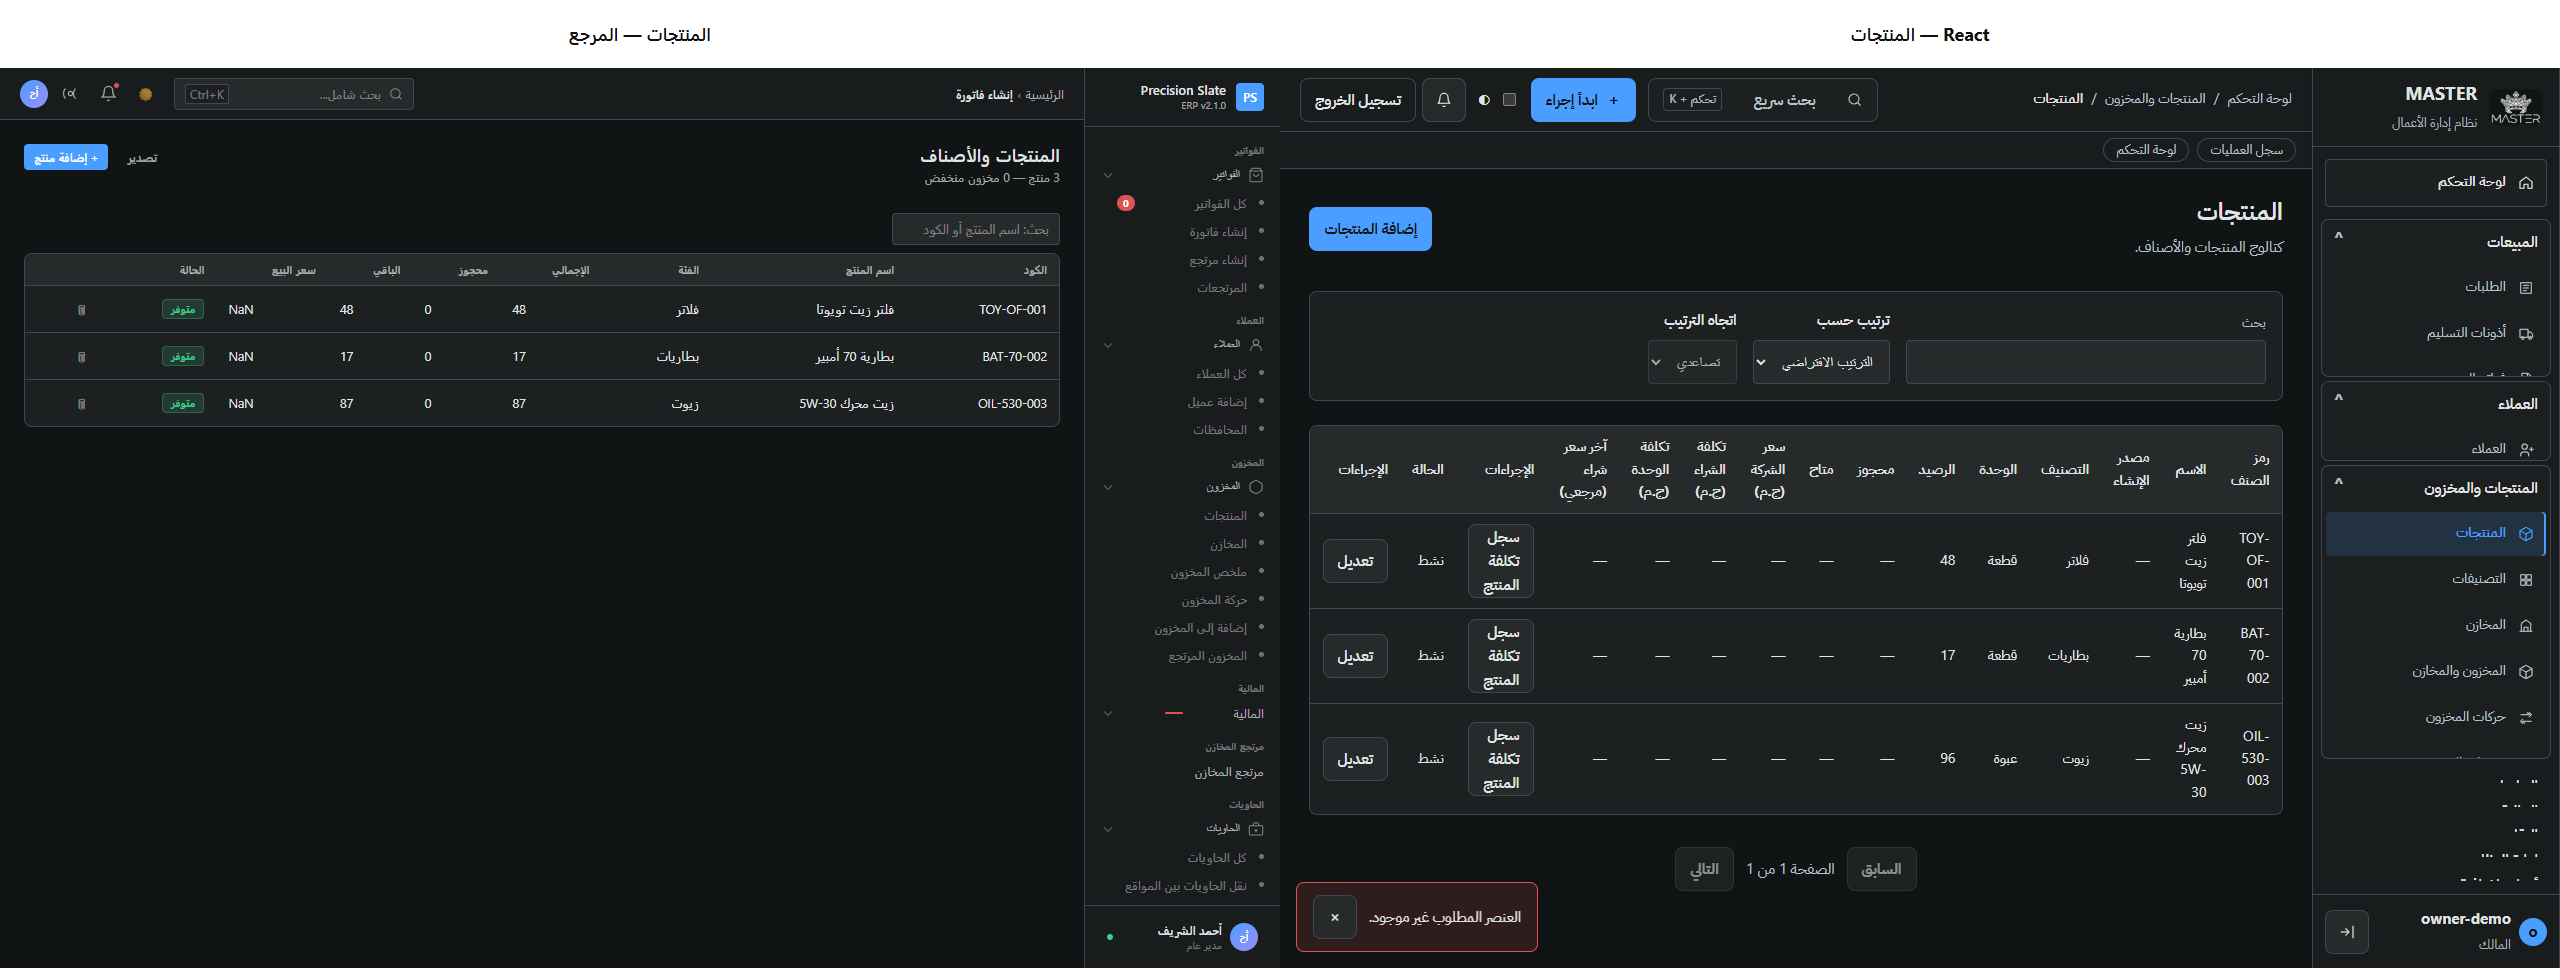 React — المنتجات
المنتجات — المرجع
MASTER
نظام إدارة الأعمال
MASTER
لوحة التحكم
المبيعات
الطلبات
أذونات التسليم
العملاء
العملاء
المنتجات والمخزون
المنتجات
التصنيفات
المخازن
المخزون والمخازن
حركات المخزون
owner-demo
المالك
o
لوحة التحكم / المنتجات والمخزون / المنتجات
بحث سريع
تحكم + K
+ ابدأ إجراء
تسجيل الخروج
سجل العمليات
لوحة التحكم
المنتجات
كتالوج المنتجات والأصناف.
إضافة المنتجات
بحث
ترتيب حسب
اتجاه الترتيب
الترتيب الافتراضي
تصاعدي
رمز الصنف
الاسم
مصدر الإنشاء
التصنيف
الوحدة
الرصيد
محجوز
متاح
سعر الشركة (ج.م)
تكلفة الشراء (ج.م)
تكلفة الوحدة (ج.م)
آخر سعر شراء (مرجعي)
الإجراءات
الحالة
الإجراءات
TOY-OF-001 فلتر زيت تويوتا — فلاتر قطعة 48 — — — — — — سجل تكلفة المنتج نشط تعديل
BAT-70-002 بطارية 70 أمبير — بطاريات قطعة 17 — — — — — — سجل تكلفة المنتج نشط تعديل
OIL-530-003 زيت محرك 5W-30 — زيوت عبوة 96 — — — — — — سجل تكلفة المنتج نشط تعديل
السابق
الصفحة 1 من 1
التالي
العنصر المطلوب غير موجود.
×
PS
Precision Slate
ERP v2.1.0
الفواتير
الفواتير
كل الفواتير
0
إنشاء فاتورة
إنشاء مرتجع
المرتجعات
العملاء
العملاء
كل العملاء
إضافة عميل
المحافظات
المخزون
المخزون
المنتجات
المخازن
ملخص المخزون
حركة المخزون
إضافة إلى المخزون
المخزون المرتجع
المالية
المالية
مرتجع المخازن
مرتجع المخازن
الحاويات
الحاويات
كل الحاويات
نقل الحاويات بين المواقع
أح
أحمد الشريف
مدير عام
الرئيسية › إنشاء فاتورة
بحث شامل...
Ctrl+K
أح
المنتجات والأصناف
3 منتج — 0 مخزون منخفض
تصدير
+ إضافة منتج
بحث: اسم المنتج أو الكود
الكود
اسم المنتج
الفئة
الإجمالي
محجوز
الباقي
سعر البيع
الحالة
TOY-OF-001 فلتر زيت تويوتا فلاتر 48 0 48 NaN متوفر
BAT-70-002 بطارية 70 أمبير بطاريات 17 0 17 NaN متوفر
OIL-530-003 زيت محرك 5W-30 زيوت 87 0 87 NaN متوفر